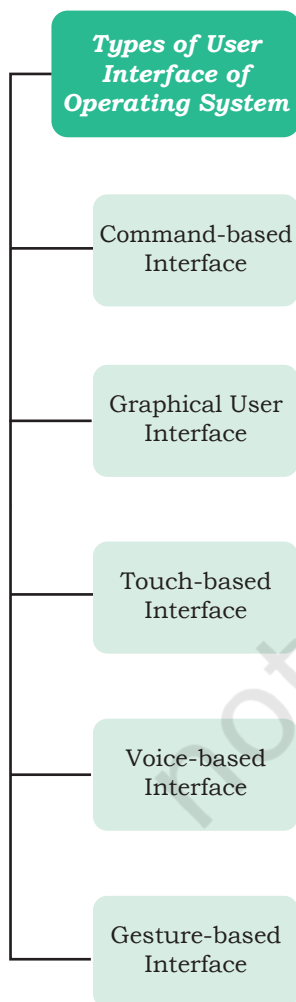 Types of User
Interface of
Operating System
Command-based
Interface
Graphical User
Interface
Touch-based
Interface
not
Voice-based
Interface
Gesture-based
Interface